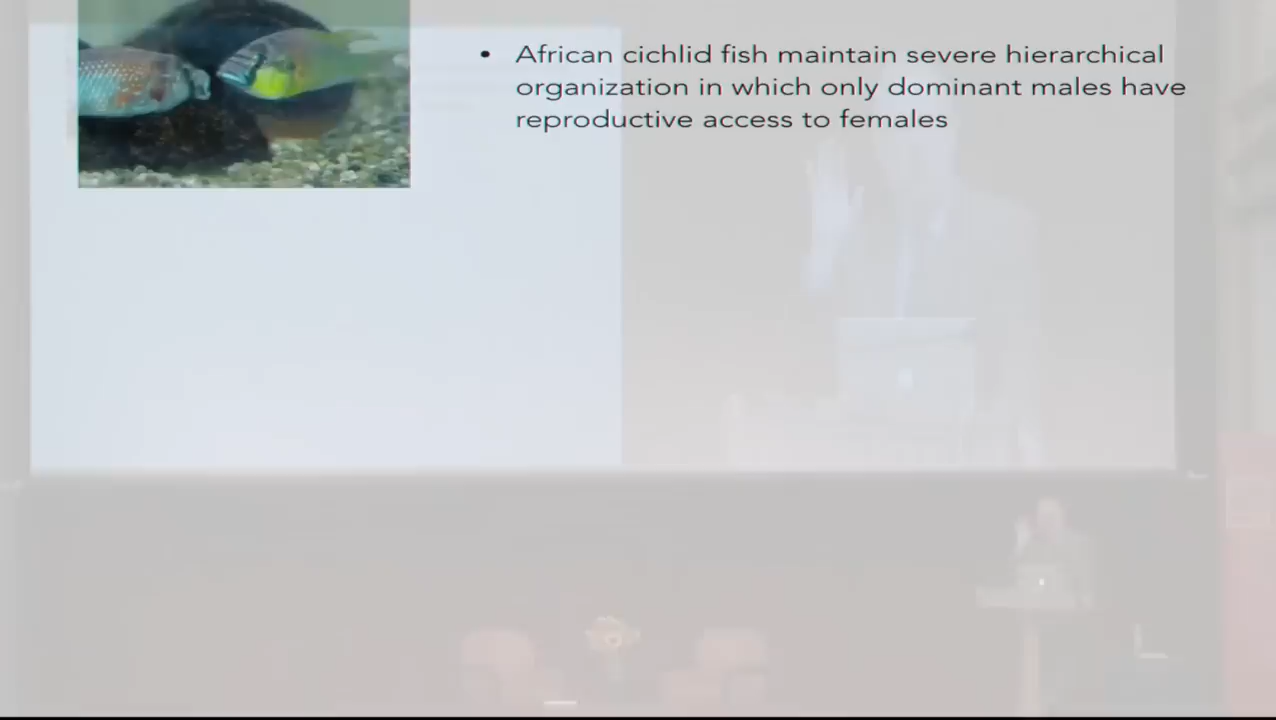 • African cichlid fish maintain severe hierarchical
organization in which only dominant males have
reproductive access to females